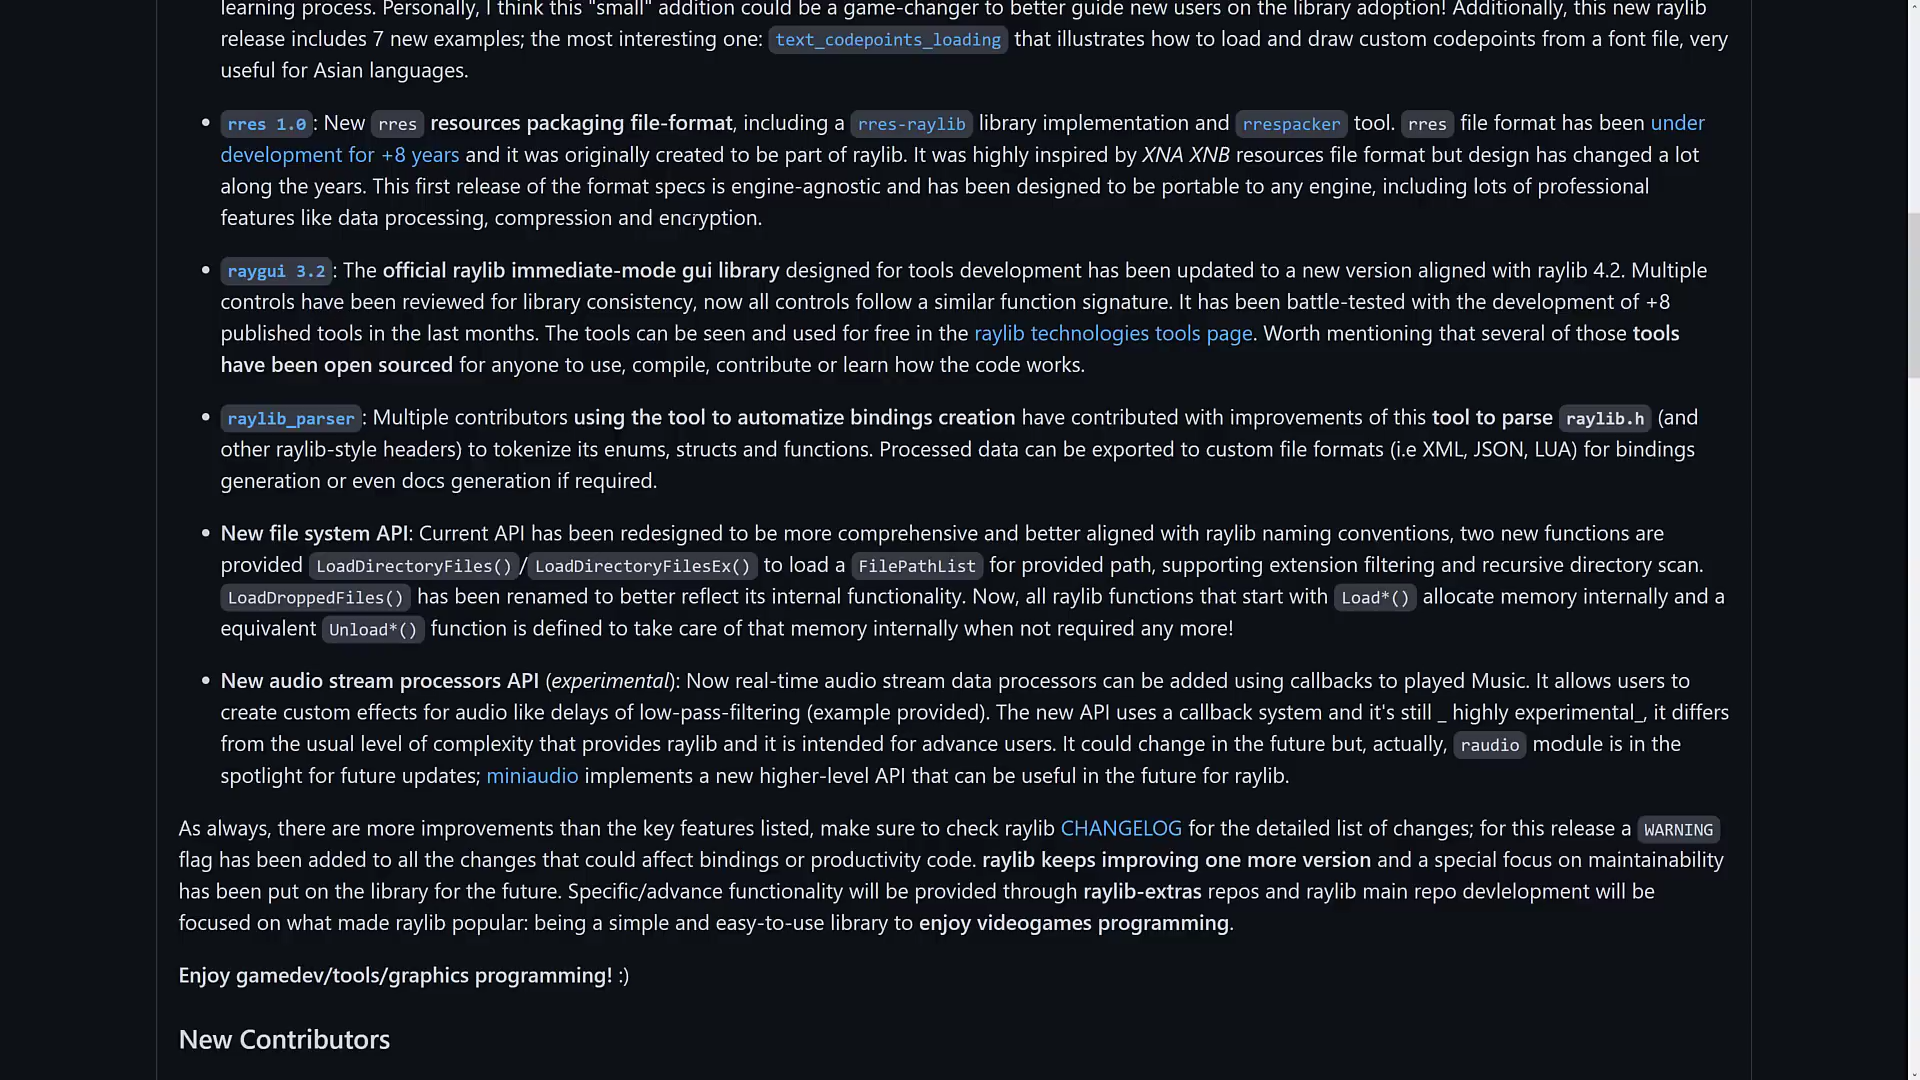 learning process. Personally, I think this "small" addition could be a game-changer to better guide new users on the library adoption! Additionally, this new raylib
release includes 7 new examples; the most interesting one: text_codepoints_loading that illustrates how to load and draw custom codepoints from a font file, very
useful for Asian languages.
• rres 1.0: New rres resources packaging file-format, including a rres-raylib library implementation and rrespacker tool. rres file format has been under
development for +8 years and it was originally created to be part of raylib. It was highly inspired by XNA XNB resources file format but design has changed a lot
along the years. This first release of the format specs is engine-agnostic and has been designed to be portable to any engine, including lots of professional
features like data processing, compression and encryption.
• raygui 3.2: The official raylib immediate-mode gui library designed for tools development has been updated to a new version aligned with raylib 4.2. Multiple
controls have been reviewed for library consistency, now all controls follow a similar function signature. It has been battle-tested with the development of +8
published tools in the last months. The tools can be seen and used for free in the raylib technologies tools page. Worth mentioning that several of those tools
have been open sourced for anyone to use, compile, contribute or learn how the code works.
• raylib_parser: Multiple contributors using the tool to automatize bindings creation have contributed with improvements of this tool to parse raylib.h (and
other raylib-style headers) to tokenize its enums, structs and functions. Processed data can be exported to custom file formats (i.e XML, JSON, LUA) for bindings
generation or even docs generation if required.
• New file system API: Current API has been redesigned to be more comprehensive and better aligned with raylib naming conventions, two new functions are
provided LoadDirectoryFiles()/LoadDirectoryFilesEx() to load a FilePathList for provided path, supporting extension filtering and recursive directory scan.
LoadDroppedFiles() has been renamed to better reflect its internal functionality. Now, all raylib functions that start with Load*() allocate memory internally and a
equivalent Unload*() function is defined to take care of that memory internally when not required any more!
• New audio stream processors API (experimental): Now real-time audio stream data processors can be added using callbacks to played Music. It allows users to
create custom effects for audio like delays of low-pass-filtering (example provided). The new API uses a callback system and it's still _ highly experimental_, it differs
from the usual level of complexity that provides raylib and it is intended for advance users. It could change in the future but, actually, raudio module is in the
spotlight for future updates; miniaudio implements a new higher-level API that can be useful in the future for raylib.
As always, there are more improvements than the key features listed, make sure to check raylib CHANGELOG for the detailed list of changes; for this release a WARNING
flag has been added to all the changes that could affect bindings or productivity code. raylib keeps improving one more version and a special focus on maintainability
has been put on the library for the future. Specific/advance functionality will be provided through raylib-extras repos and raylib main repo devlelopment will be
focused on what made raylib popular: being a simple and easy-to-use library to enjoy videogames programming.
Enjoy gamedev/tools/graphics programming! :)
New Contributors